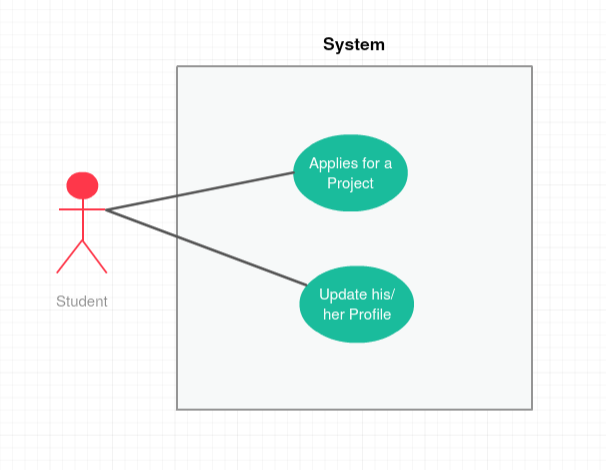 System
Applies for a
Project
Student
Update his/
her Profile